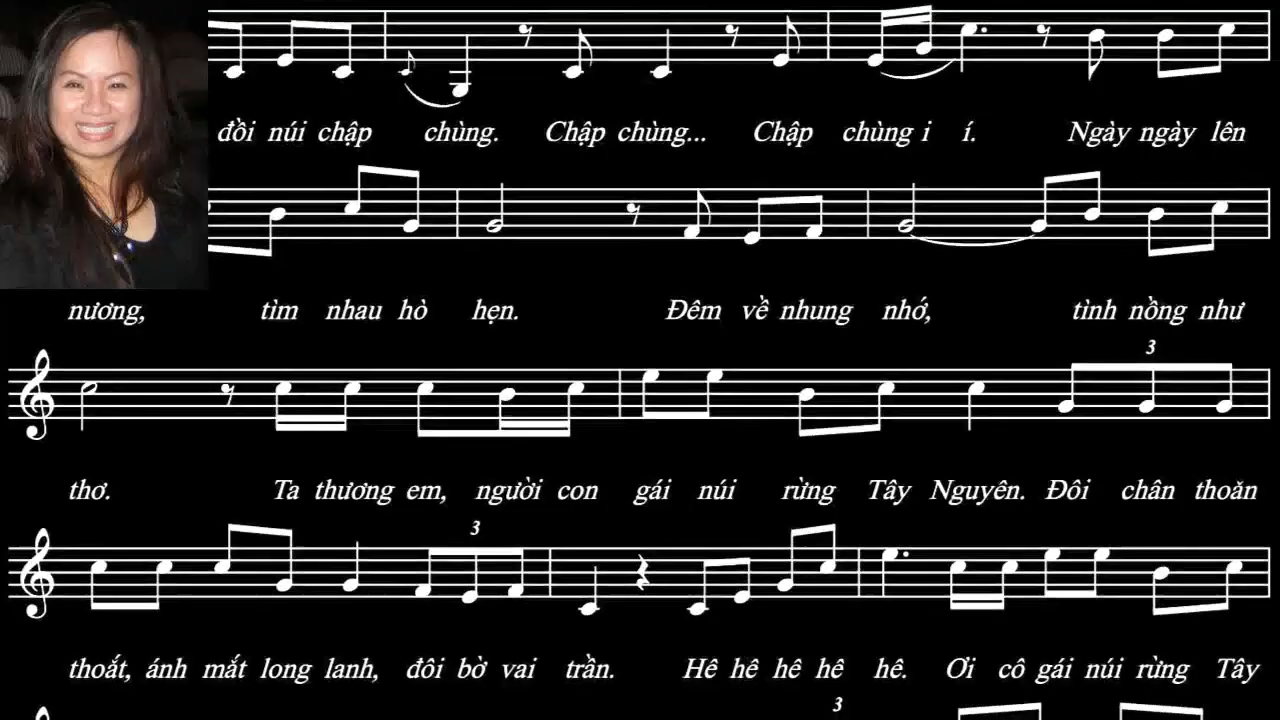 đồi núi chập chùng. Chập chùng... Chập chùng i í. Ngày ngày lên
nương, tìm nhau hò hẹn. Đêm về nhung nhớ, tình nồng như
3
thơ. Ta thương em, người con gái núi rừng Tây Nguyên. Đôi chân thoăn
3
thoắt, ánh mắt long lanh, đôi bờ vai trần. Hê hê hê hê hê. Ơi cô gái núi rừng Tây
3